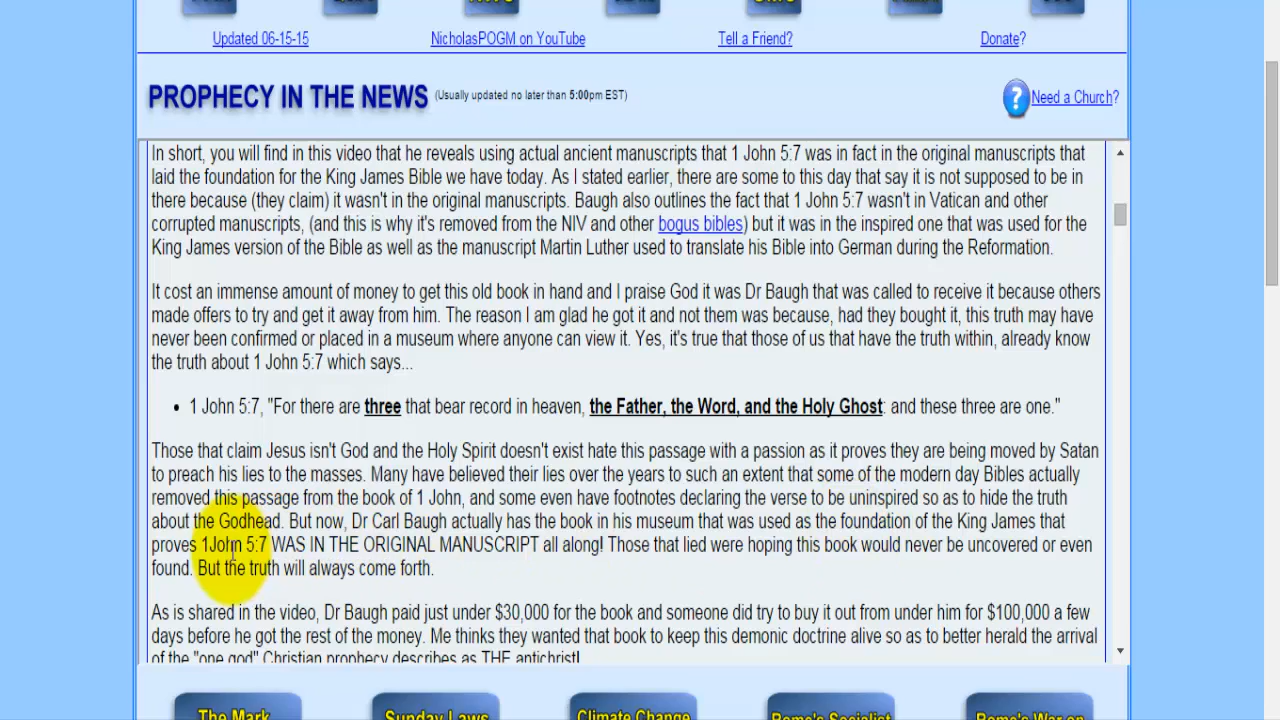 Updated 06-15-15 NicholasPOGM on YouTube Tell a Friend? Donate?
PROPHECY IN THE NEWS (Usually updated no later than 5:00pm EST) Need a Church?
In short, you will find in this video that he reveals using actual ancient manuscripts that 1 John 5:7 was in fact in the original manuscripts that
laid the foundation for the King James Bible we have today. As I stated earlier, there are some to this day that say it is not supposed to be in
there because (they claim) it wasn't in the original manuscripts. Baugh also outlines the fact that 1 John 5:7 wasn't in Vatican and other
corrupted manuscripts, (and this is why it's removed from the NIV and other bogus bibles) but it was in the inspired one that was used for the
King James version of the Bible as well as the manuscript Martin Luther used to translate his Bible into German during the Reformation.
It cost an immense amount of money to get this old book in hand and I praise God it was Dr Baugh that was called to receive it because others
made offers to try and get it away from him. The reason I am glad he got it and not them was because, had they bought it, this truth may have
never been confirmed or placed in a museum where anyone can view it. Yes, it's true that those of us that have the truth within, already know
the truth about 1 John 5:7 which says...
• 1 John 5:7, "For there are three that bear record in heaven, the Father, the Word, and the Holy Ghost: and these three are one."
Those that claim Jesus isn't God and the Holy Spirit doesn't exist hate this passage with a passion as it proves they are being moved by Satan
to preach his lies to the masses. Many have believed their lies over the years to such an extent that some of the modern day Bibles actually
removed this passage from the book of 1 John, and some even have footnotes declaring the verse to be uninspired so as to hide the truth
about the Godhead. But now, Dr Carl Baugh actually has the book in his museum that was used as the foundation of the King James that
proves 1John 5:7 WAS IN THE ORIGINAL MANUSCRIPT all along! Those that lied were hoping this book would never be uncovered or even
found. But the truth will always come forth.
As is shared in the video, Dr Baugh paid just under $30,000 for the book and someone did try to buy it out from under him for $100,000 a few
days before he got the rest of the money. Me thinks they wanted that book to keep this demonic doctrine alive so as to better herald the arrival
of the "one god" Christian prophecy describes as THE antichrist!
The Mark Sunday Laws Climate Change Rome's Socialist Rome's War on